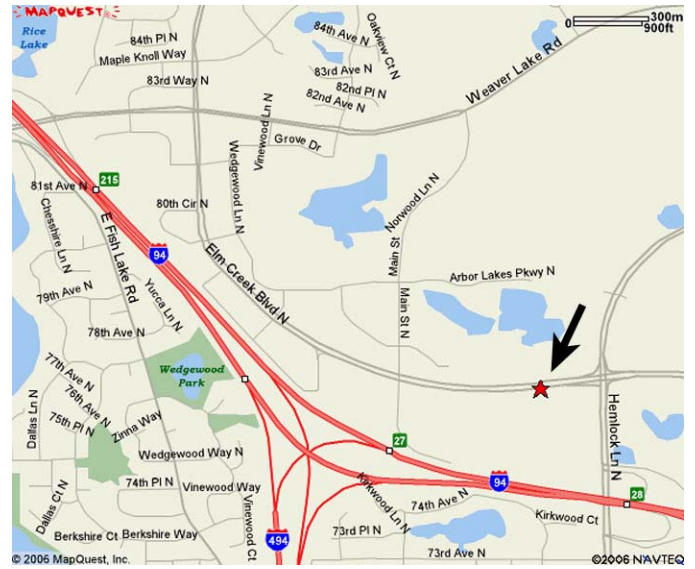 MAPQUEST
300m
900ft
Rice
Lake
84th Pl N
Maple Knoll Way
83rd Way N
84th Ave N
Oakview Ct N
83rd Ave N
82nd Pl N
82nd Ave N
Weaver Lake Rd
Vinewood Ln N
Grove Dr
Wedgewood Ln N
215
81st Ave N
80th Cir N
Norwood Ln N
Chesshire Ln N
E Fish Lake Rd
94
Elm Creek Blvd N
Main St
Arbor Lakes Pkwy N
79th Ave N
Yucca Ln N
Main St N
78th Ave N
Wedgewood
Park
77th Ave N
76th Ave N
75th Pl N
Dallas Ln N
Zinna Way
Hemlock Ln N
27
Wedgewood Way N
74th Pl N
Vinewood Way
Kirkwood Ln N
94
74th Ave N
28
Dallas Ct N
Vinewood Ct
Kirkwood Ct
Berkshire Ct
Berkshire Way
494
73rd Pl N
73rd Ave N
© 2006 MapQuest, Inc.
©2006 NAVTEQ